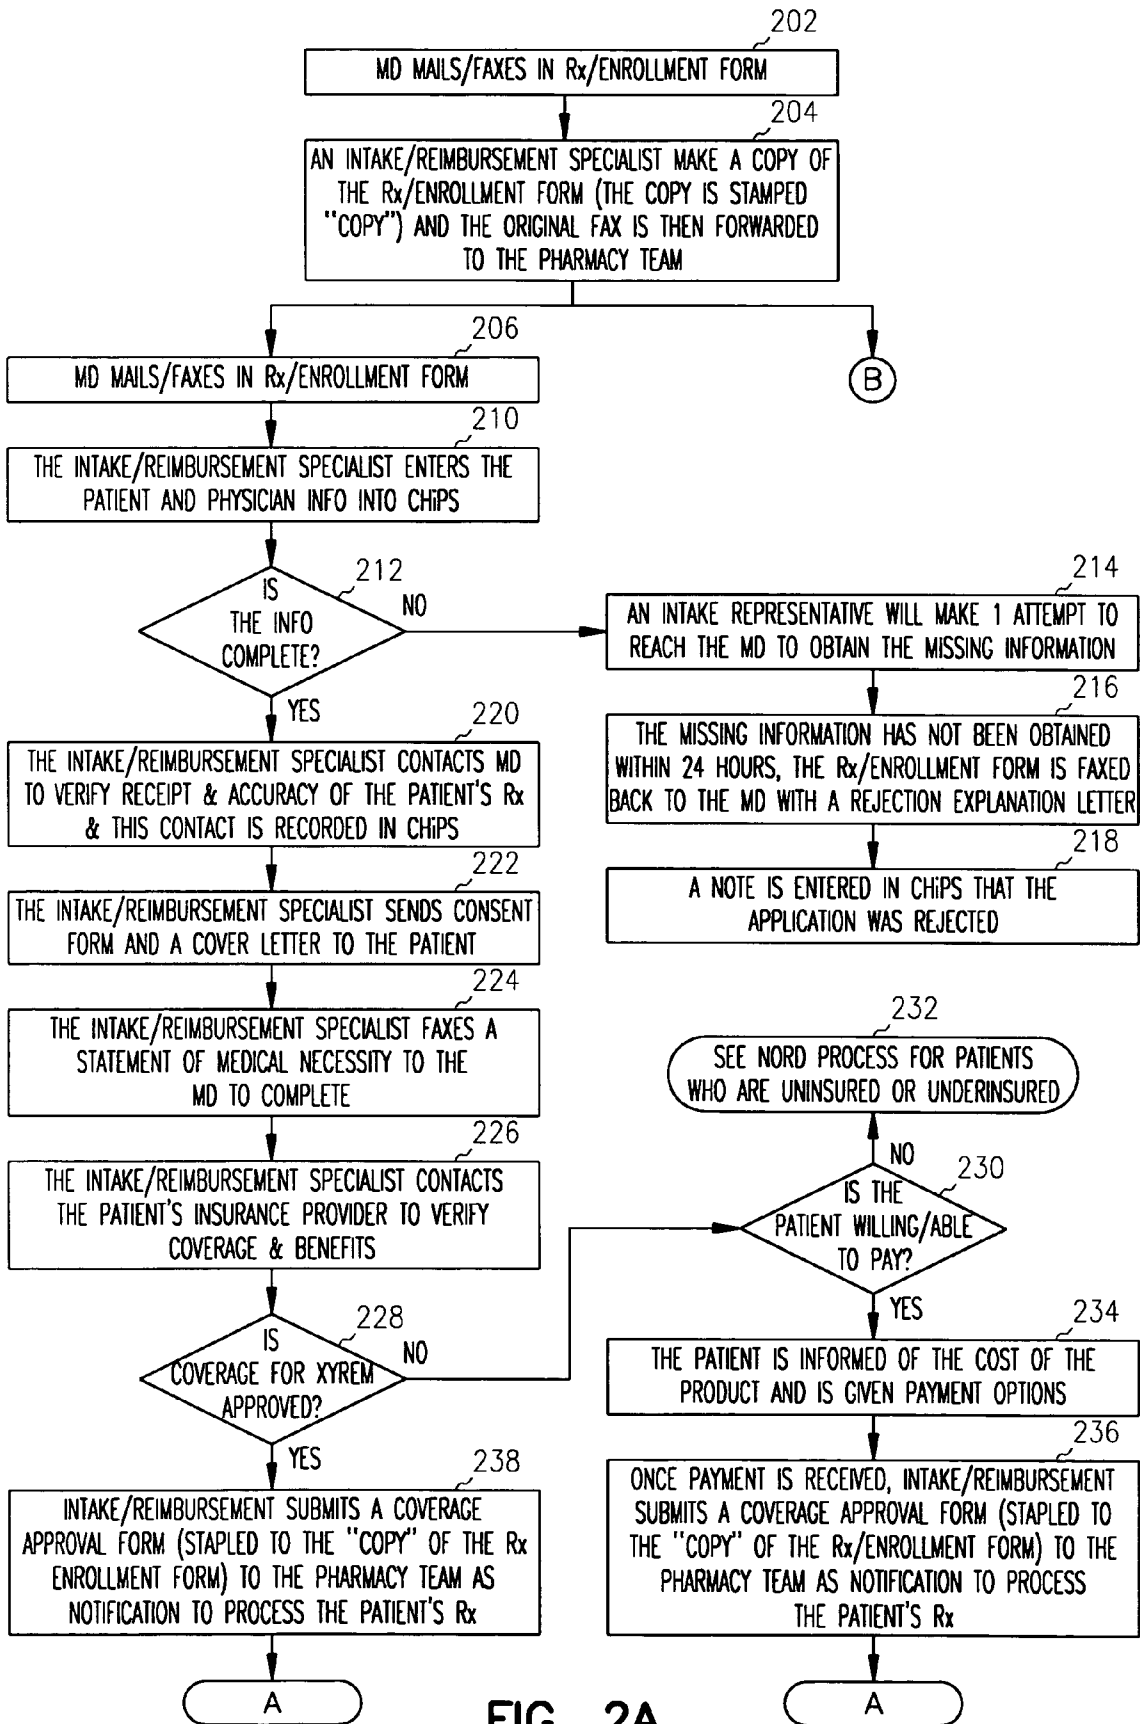 202
MD MAILS/FAXES IN Rx/ENROLLMENT FORM
204
AN INTAKE/REIMBURSEMENT SPECIALIST MAKE A COPY OF
THE Rx/ENROLLMENT FORM (THE COPY IS STAMPED
"COPY") AND THE ORIGINAL FAX IS THEN FORWARDED
TO THE PHARMACY TEAM
206
MD MAILS/FAXES IN Rx/ENROLLMENT FORM
B
210
THE INTAKE/REIMBURSEMENT SPECIALIST ENTERS THE
PATIENT AND PHYSICIAN INFO INTO CHiPS
212
IS
THE INFO
COMPLETE?
NO
YES
214
AN INTAKE REPRESENTATIVE WILL MAKE 1 ATTEMPT TO
REACH THE MD TO OBTAIN THE MISSING INFORMATION
216
THE MISSING INFORMATION HAS NOT BEEN OBTAINED
WITHIN 24 HOURS, THE Rx/ENROLLMENT FORM IS FAXED
BACK TO THE MD WITH A REJECTION EXPLANATION LETTER
218
A NOTE IS ENTERED IN CHiPS THAT THE
APPLICATION WAS REJECTED
220
THE INTAKE/REIMBURSEMENT SPECIALIST CONTACTS MD
TO VERIFY RECEIPT & ACCURACY OF THE PATIENT'S Rx
& THIS CONTACT IS RECORDED IN CHiPS
222
THE INTAKE/REIMBURSEMENT SPECIALIST SENDS CONSENT
FORM AND A COVER LETTER TO THE PATIENT
224
THE INTAKE/REIMBURSEMENT SPECIALIST FAXES A
STATEMENT OF MEDICAL NECESSITY TO THE
MD TO COMPLETE
226
THE INTAKE/REIMBURSEMENT SPECIALIST CONTACTS
THE PATIENT'S INSURANCE PROVIDER TO VERIFY
COVERAGE & BENEFITS
228
IS
COVERAGE FOR XYREM
APPROVED?
NO
YES
232
SEE NORD PROCESS FOR PATIENTS
WHO ARE UNINSURED OR UNDERINSURED
NO
230
IS THE
PATIENT WILLING/ABLE
TO PAY?
YES
234
THE PATIENT IS INFORMED OF THE COST OF THE
PRODUCT AND IS GIVEN PAYMENT OPTIONS
236
ONCE PAYMENT IS RECEIVED, INTAKE/REIMBURSEMENT
SUBMITS A COVERAGE APPROVAL FORM (STAPLED TO
THE "COPY" OF THE Rx/ENROLLMENT FORM) TO THE
PHARMACY TEAM AS NOTIFICATION TO PROCESS
THE PATIENT'S Rx
238
INTAKE/REIMBURSEMENT SUBMITS A COVERAGE
APPROVAL FORM (STAPLED TO THE "COPY" OF THE Rx
ENROLLMENT FORM) TO THE PHARMACY TEAM AS
NOTIFICATION TO PROCESS THE PATIENT'S Rx
A
A
FIG. 2A